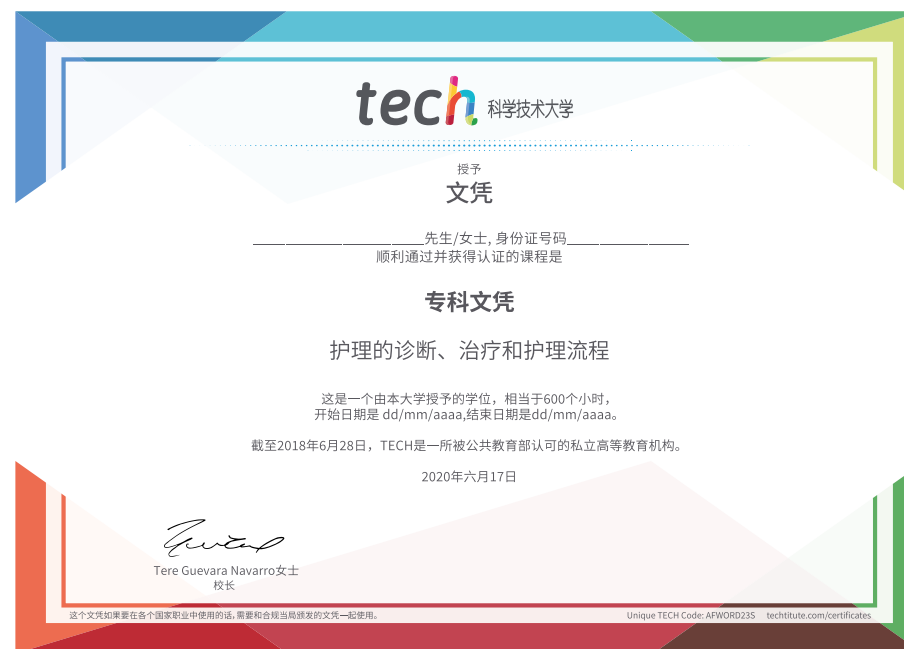 tech 科学技术大学
授予
文凭
先生/女士, 身份证号码
顺利通过并获得认证的课程是
专科文凭
护理的诊断、治疗和护理流程
这是一个由本大学授予的学位，相当于600个小时，
开始日期是 dd/mm/aaaa,结束日期是dd/mm/aaaa。
截至2018年6月28日，TECH是一所被公共教育部认可的私立高等教育机构。
2020年六月17日
Tere Guevara Navarro女士
校长
这个文凭如果要在各个国家职业中使用的话,需要和合规当局颁发的文凭一起使用。
Unique TECH Code: AFWORD23S techtitute.com/certificates